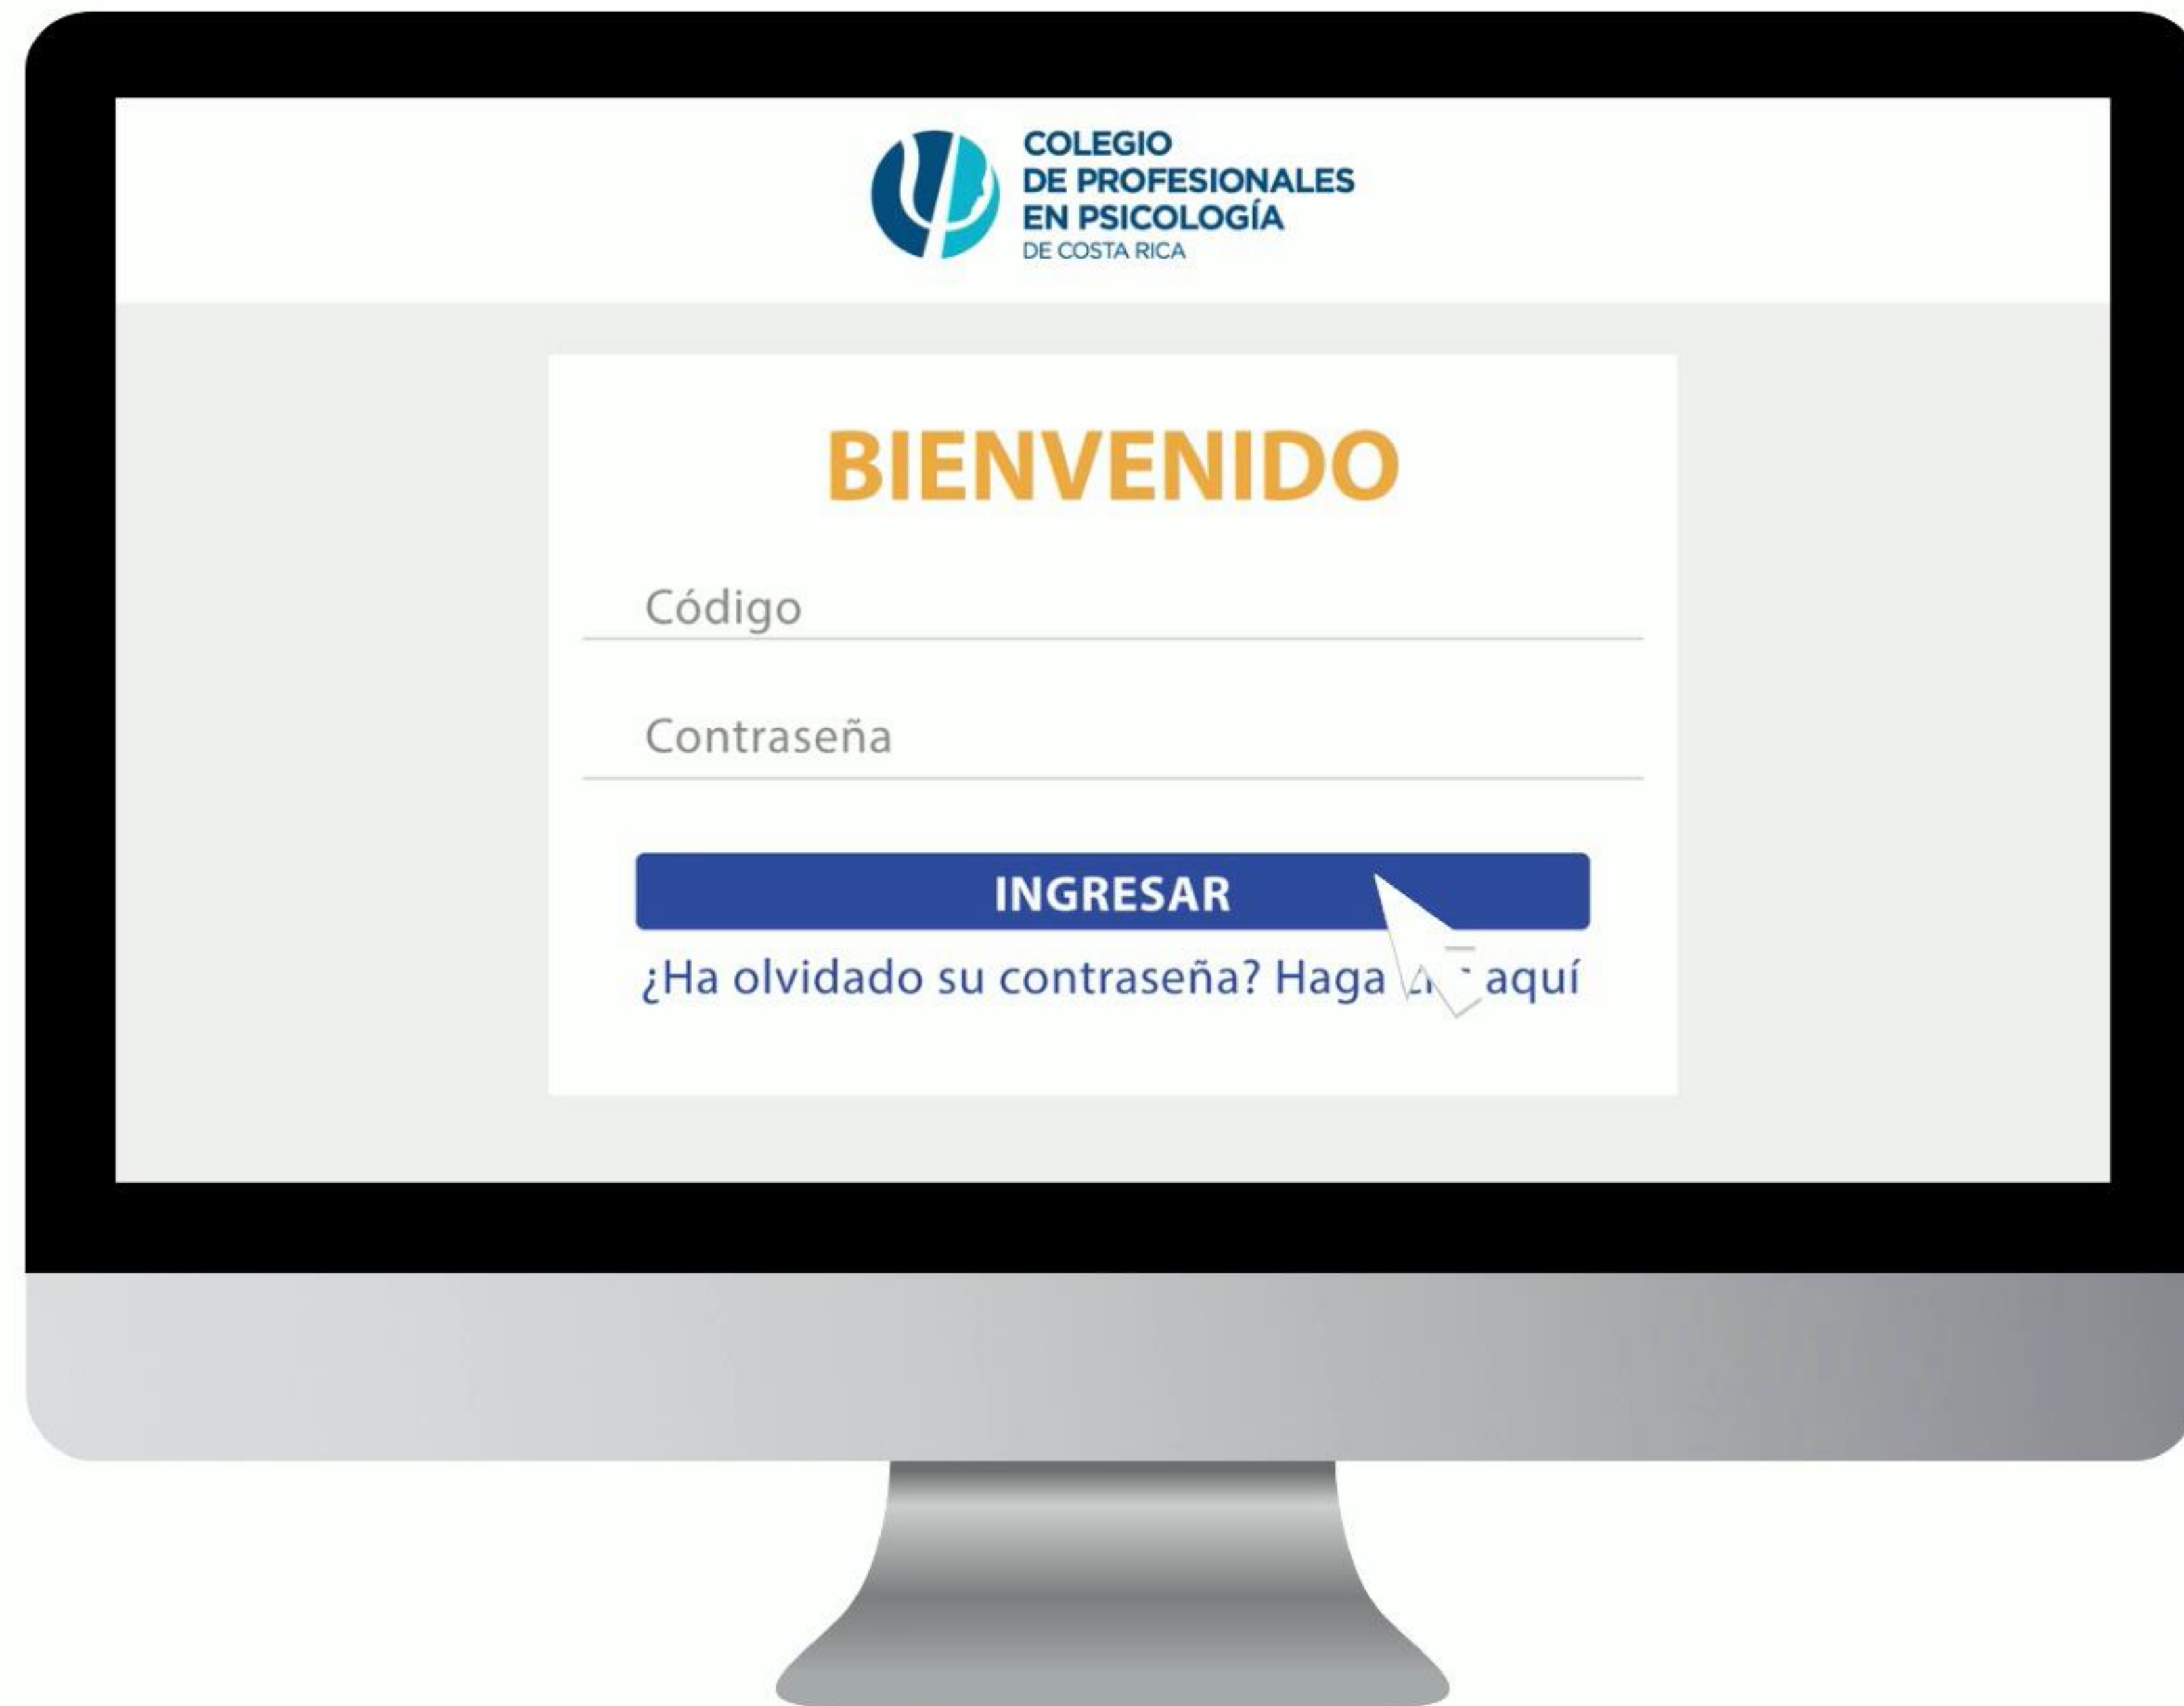 COLEGIO
DE PROFESIONALES
EN PSICOLOGÍA
DE COSTA RICA
BIENVENIDO
Código
Contraseña
INGRESAR
¿Ha olvidado su contraseña? Haga aquí